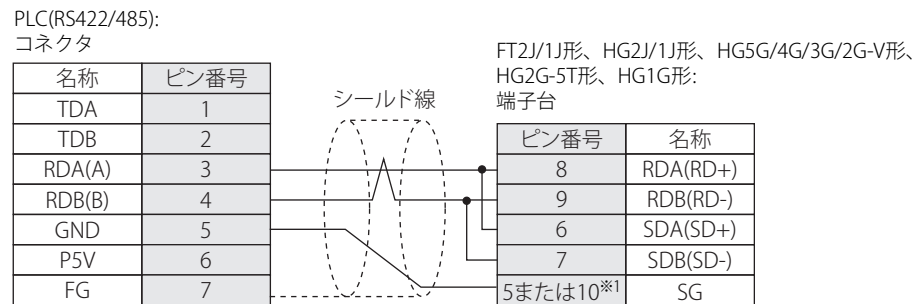 PLC(RS422/485):
コネクタ
名称 ピン番号
TDA 1
TDB 2
RDA(A) 3
RDB(B) 4
GND 5
P5V 6
FG 7
シールド線
FT2J/1J形、HG2J/1J形、HG5G/4G/3G/2G-V形、
HG2G-5T形、HG1G形:
端子台
ピン番号 名称
8 RDA(RD+)
9 RDB(RD-)
6 SDA(SD+)
7 SDB(SD-)
5または10※1 SG